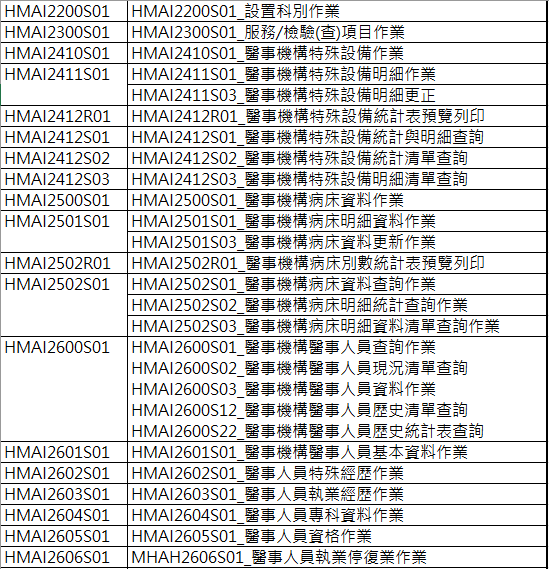 HMAI2200S01 HMAI2200S01_設置科別作業
HMAI2300S01 HMAI2300S01_服務/檢驗(查)項目作業
HMAI2410S01 HMAI2410S01_醫事機構特殊設備作業
HMAI2411S01 HMAI2411S01_醫事機構特殊設備明細作業
HMAI2411S03_醫事機構特殊設備明細更正
HMAI2412R01 HMAI2412R01_醫事機構特殊設備統計表預覽列印
HMAI2412S01 HMAI2412S01_醫事機構特殊設備統計與明細查詢
HMAI2412S02 HMAI2412S02_醫事機構特殊設備統計清單查詢
HMAI2412S03 HMAI2412S03_醫事機構特殊設備明細清單查詢
HMAI2500S01 HMAI2500S01_醫事機構病床資料作業
HMAI2501S01 HMAI2501S01_醫事機構病床明細資料作業
HMAI2501S03_醫事機構病床資料更新作業
HMAI2502R01 HMAI2502R01_醫事機構病床別數統計表預覽列印
HMAI2502S01 HMAI2502S01_醫事機構病床資料查詢作業
HMAI2502S02_醫事機構病床明細統計查詢作業
HMAI2502S03_醫事機構病床明細資料清單查詢作業
HMAI2600S01 HMAI2600S01_醫事機構醫事人員查詢作業
HMAI2600S02_醫事機構醫事人員現況清單查詢
HMAI2600S03_醫事機構醫事人員資料作業
HMAI2600S12_醫事機構醫事人員歷史清單查詢
HMAI2600S22_醫事機構醫事人員歷史統計表查詢
HMAI2601S01 HMAI2601S01_醫事機構醫事人員基本資料作業
HMAI2602S01 HMAI2602S01_醫事人員特殊經歷作業
HMAI2603S01 HMAI2603S01_醫事人員執業經歷作業
HMAI2604S01 HMAI2604S01_醫事人員專科資料作業
HMAI2605S01 HMAI2605S01_醫事人員資格作業
HMAI2606S01 MHAH2606S01_醫事人員執業停復業作業